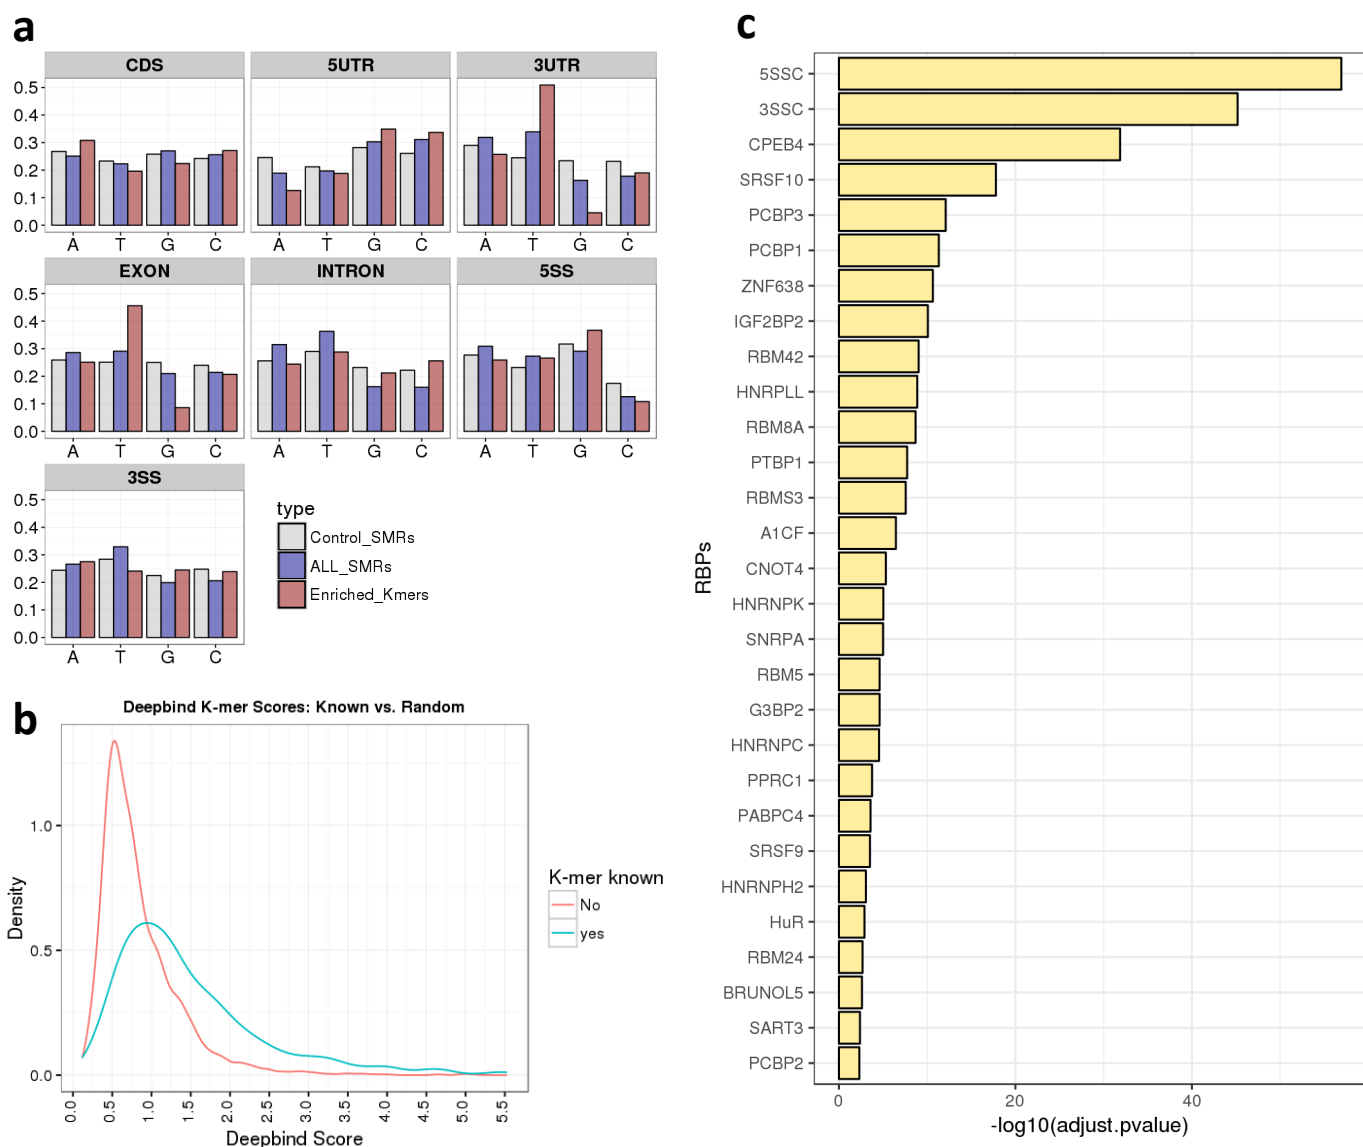 a
CDS
5UTR
3UTR
0.5
0.4
0.3
0.2
0.1
0.0
A T G C
A T G C
A T G C
EXON
INTRON
5SS
0.5
0.4
0.3
0.2
0.1
0.0
A T G C
A T G C
A T G C
3SS
0.5
0.4
0.3
0.2
0.1
0.0
A T G C
type
Control_SMRs
ALL_SMRs
Enriched_Kmers
b
Deepbind K-mer Scores: Known vs. Random
Density
1.0
0.5
0.0
0.0 0.5 1.0 1.5 2.0 2.5 3.0 3.5 4.0 4.5 5.0 5.5
Deepbind Score
K-mer known
No
yes
c
RBPs
5SSC
3SSC
CPEB4
SRSF10
PCBP3
PCBP1
ZNF638
IGF2BP2
RBM42
HNRPLL
RBM8A
PTBP1
RBMS3
A1CF
CNOT4
HNRNPK
SNRPA
RBM5
G3BP2
HNRNPC
PPRC1
PABPC4
SRSF9
HNRNPH2
HuR
RBM24
BRUNOL5
SART3
PCBP2
0 20 40
-log10(adjust.pvalue)